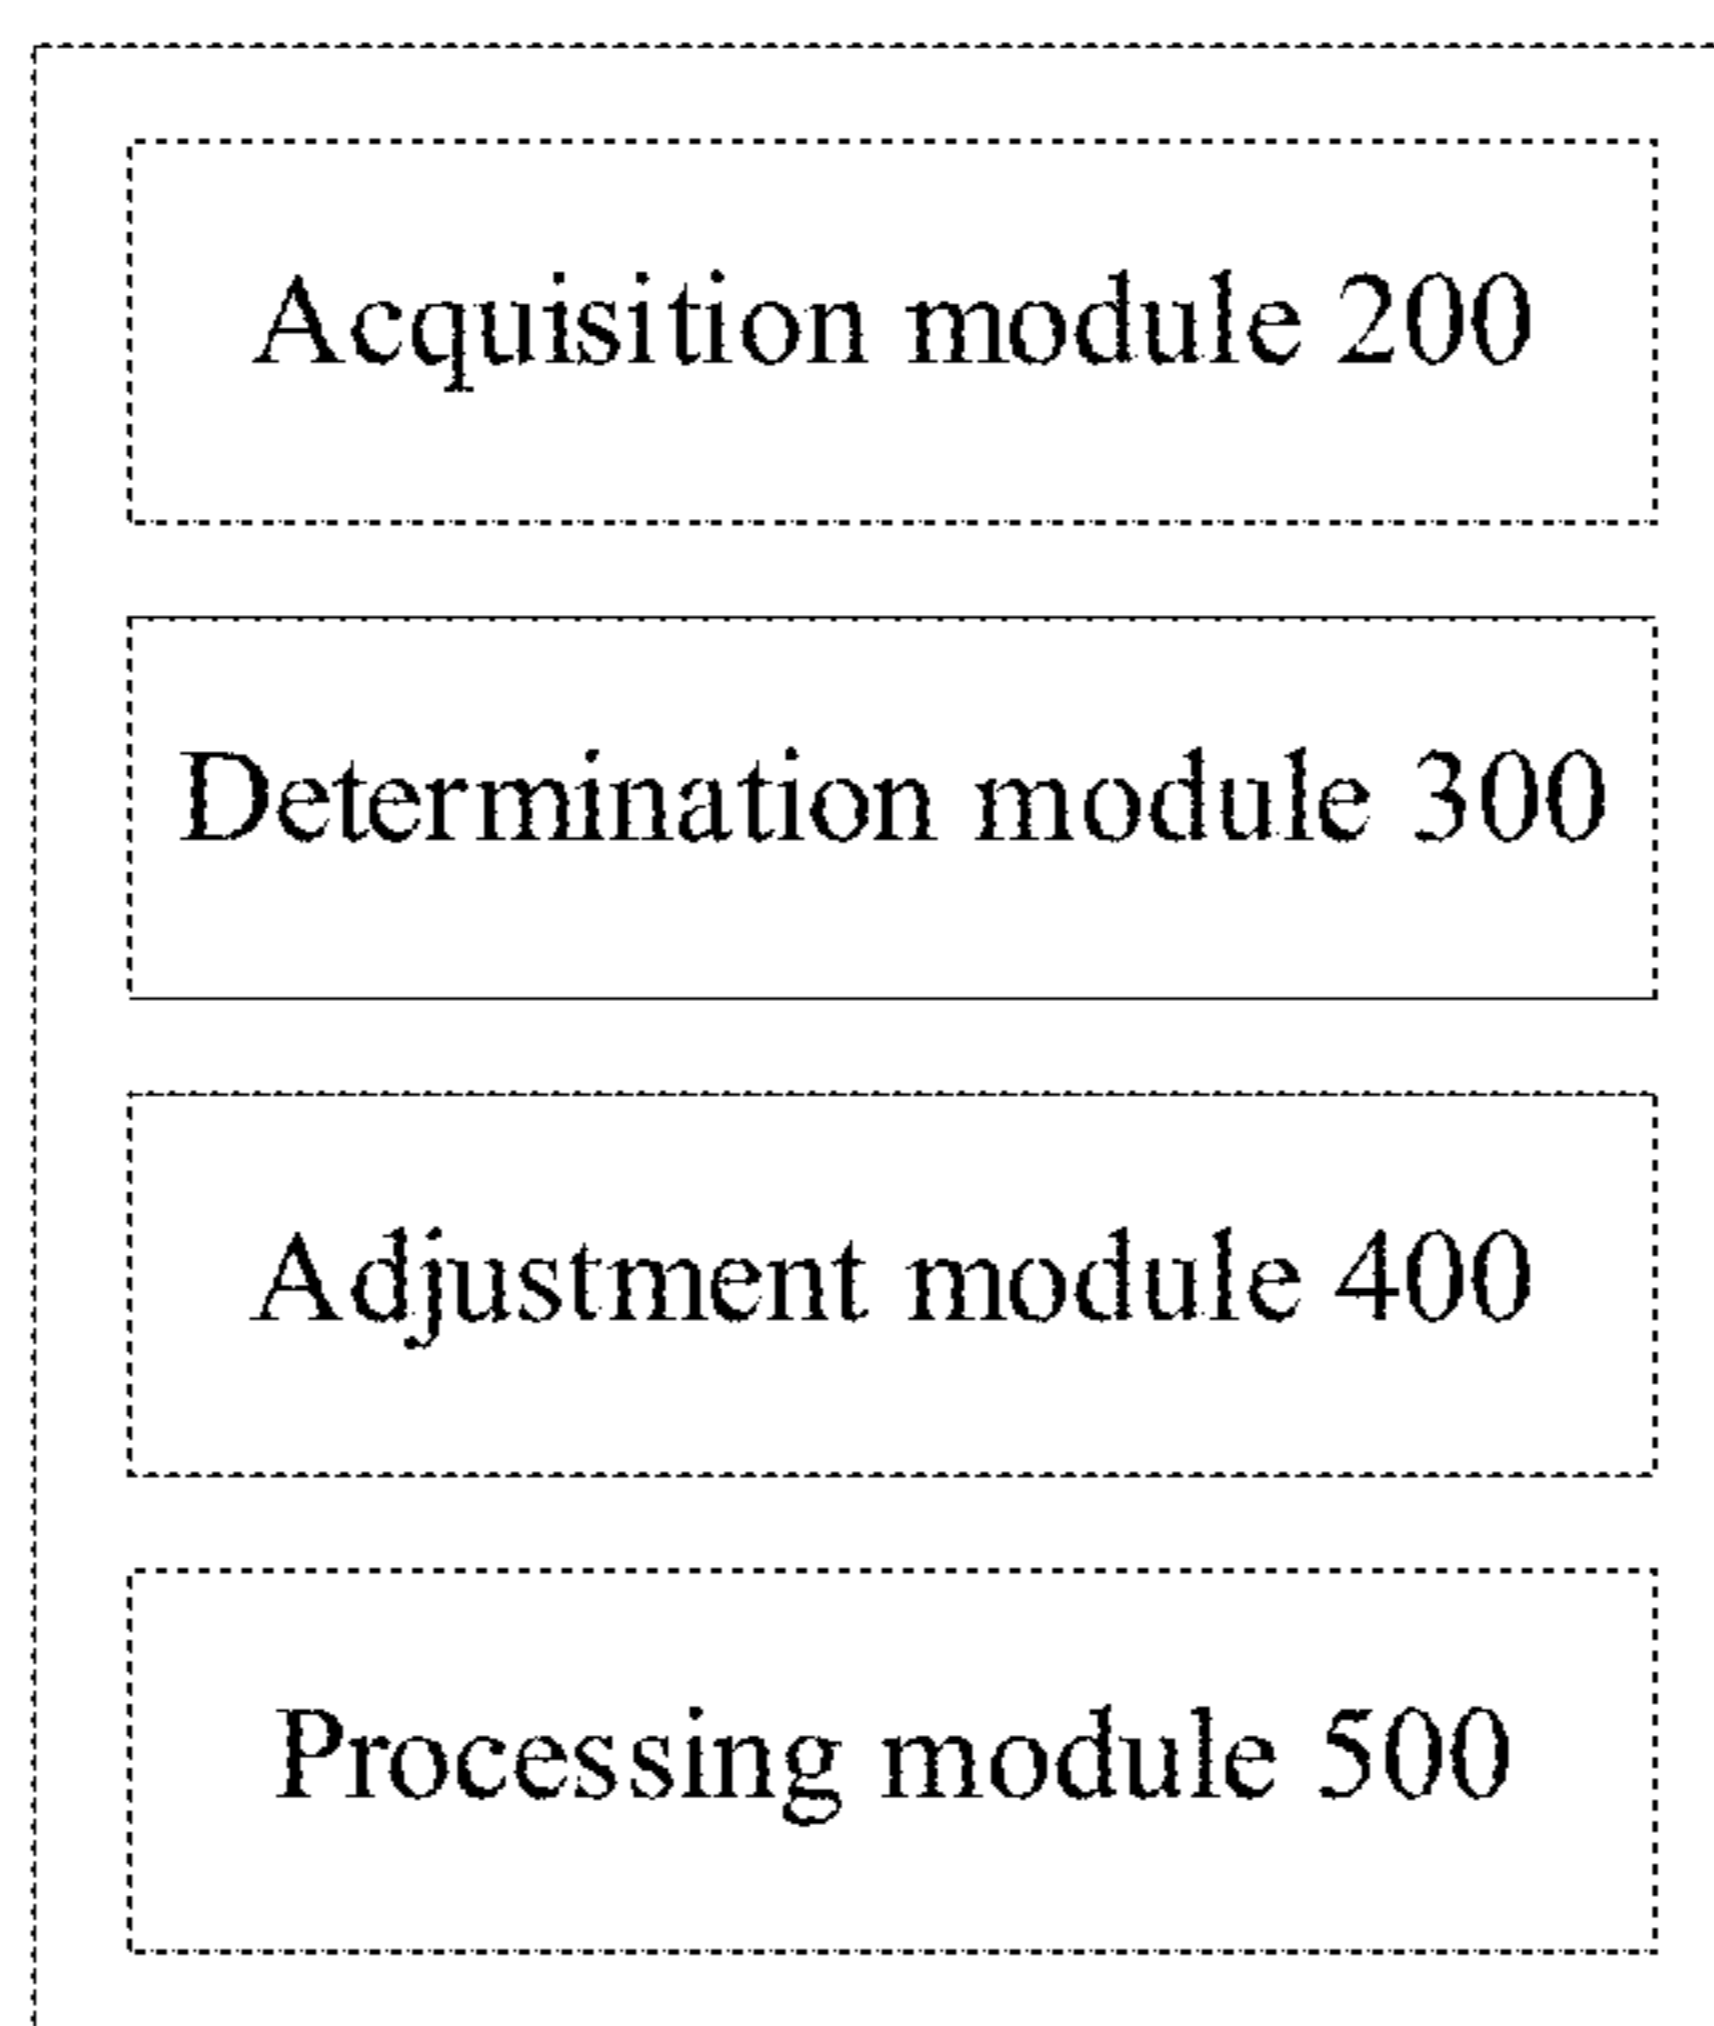 Acquisition module 200
Determination module 300
Adjustment module 400
Processing module 500